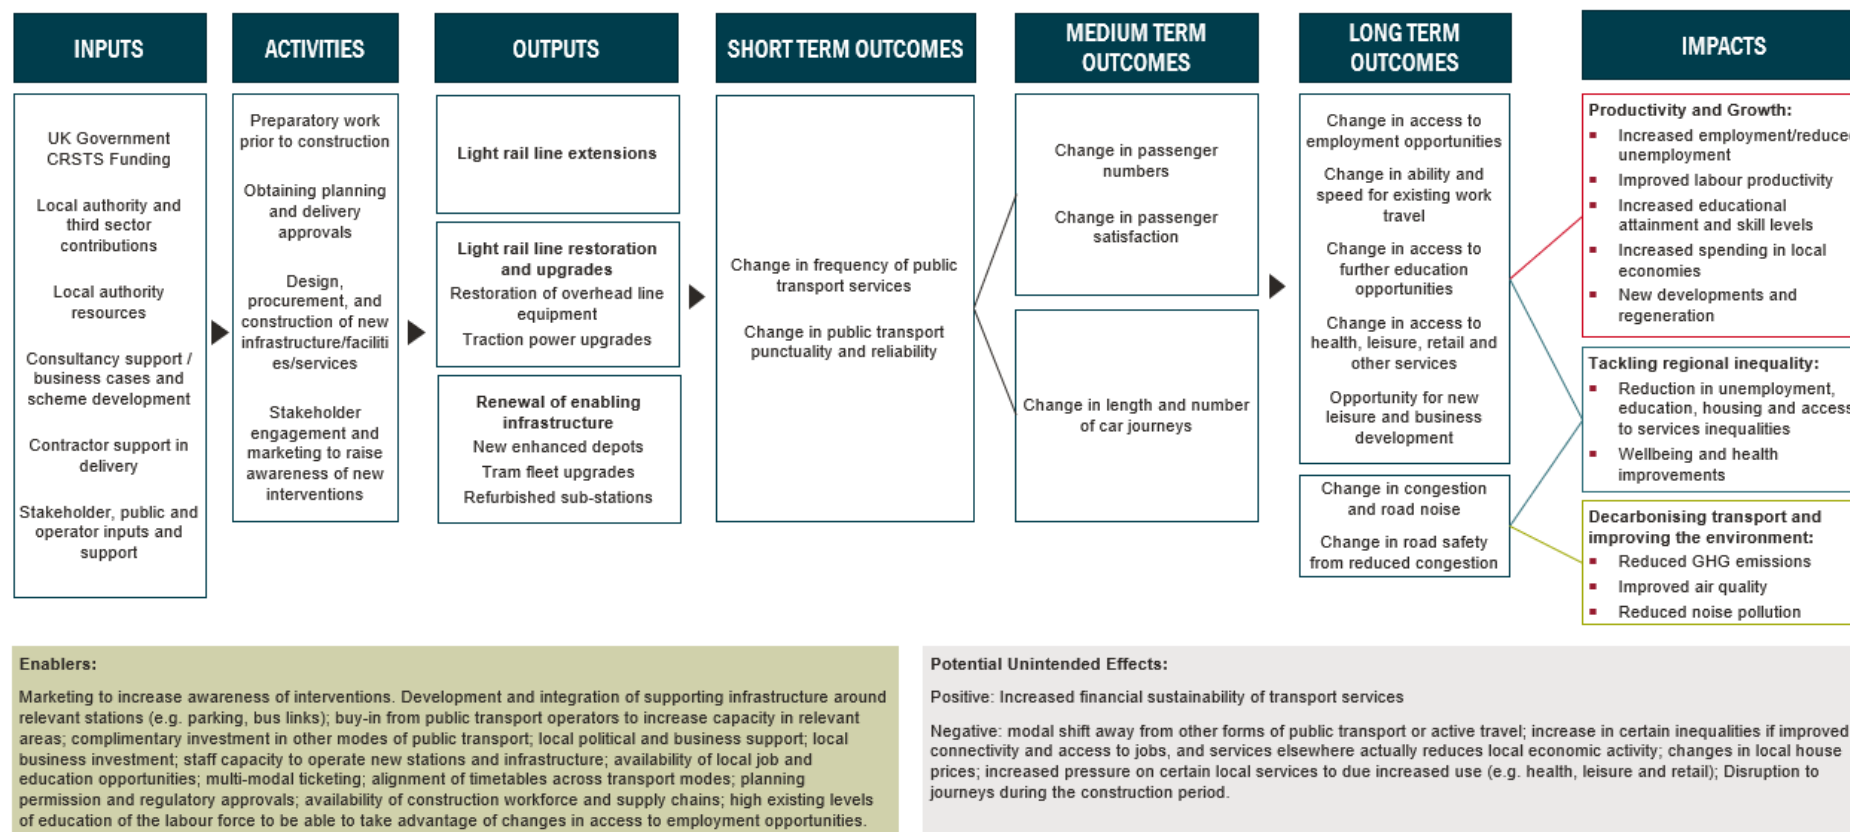 INPUTS
UK Government
CRSTS Funding
Local authority and
third sector
contributions
Local authority
resources
Consultancy support /
business cases and
scheme development
Contractor support in
delivery
Stakeholder, public and
operator inputs and
support
ACTIVITIES
Preparatory work
prior to construction
Obtaining planning
and delivery
approvals
Design,
procurement, and
construction of new
infrastructure/faciliti
es/services
Stakeholder
engagement and
marketing to raise
awareness of new
interventions
OUTPUTS
Light rail line extensions
Light rail line restoration
and upgrades
Restoration of overhead line
equipment
Traction power upgrades
Renewal of enabling
infrastructure
New enhanced depots
Tram fleet upgrades
Refurbished sub-stations
SHORT TERM OUTCOMES
Change in frequency of public
transport services
Change in public transport
punctuality and reliability
MEDIUM TERM
OUTCOMES
Change in passenger
numbers
Change in passenger
satisfaction
Change in length and number
of car journeys
LONG TERM
OUTCOMES
Change in access to
employment opportunities
Change in ability and
speed for existing work
travel
Change in access to
further education
opportunities
Change in access to
health, leisure, retail and
other services
Opportunity for new
leisure and business
development
Change in congestion
and road noise
Change in road safety
from reduced congestion
IMPACTS
Productivity and Growth:
Increased employment/reduced
unemployment
Improved labour productivity
Increased educational
attainment and skill levels
Increased spending in local
economies
New developments and
regeneration
Tackling regional inequality:
Reduction in unemployment,
education, housing and access
to services inequalities
Wellbeing and health
improvements
Decarbonising transport and
improving the environment:
Reduced GHG emissions
Improved air quality
Reduced noise pollution
Enablers:
Marketing to increase awareness of interventions. Development and integration of supporting infrastructure around
relevant stations (e.g. parking, bus links); buy-in from public transport operators to increase capacity in relevant
areas; complimentary investment in other modes of public transport; local political and business support; local
business investment; staff capacity to operate new stations and infrastructure; availability of local job and
education opportunities; multi-modal ticketing; alignment of timetables across transport modes; planning
permission and regulatory approvals; availability of construction workforce and supply chains; high existing levels
of education of the labour force to be able to take advantage of changes in access to employment opportunities.
Potential Unintended Effects:
Positive: Increased financial sustainability of transport services
Negative: modal shift away from other forms of public transport or active travel; increase in certain inequalities if improved
connectivity and access to jobs, and services elsewhere actually reduces local economic activity; changes in local house
prices; increased pressure on certain local services to due increased use (e.g. health, leisure and retail); Disruption to
journeys during the construction period.